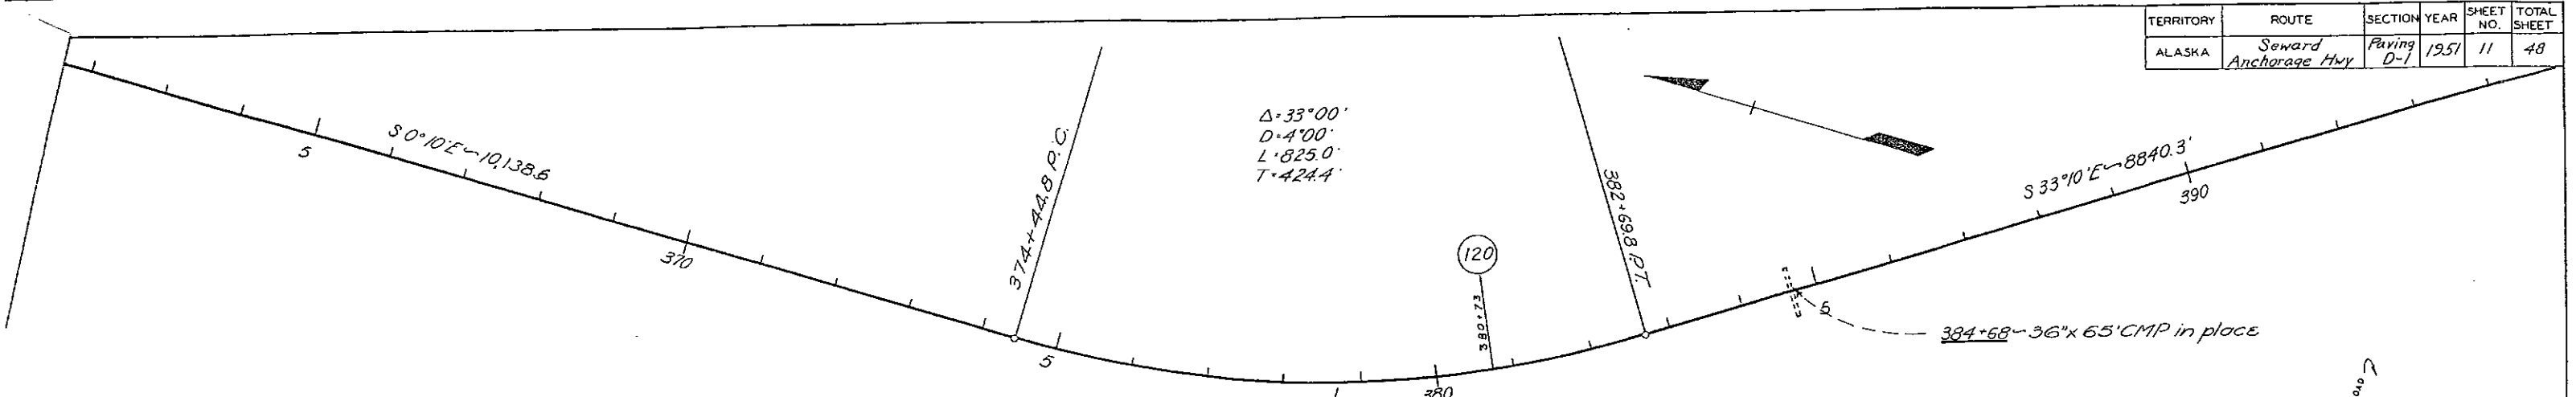 TERRITORY ROUTE SECTION YEAR SHEET NO. TOTAL SHEET
ALASKA Seward Anchorage Hwy Paving D-1 1951 11 48
S 0°10'E~10,138.6
5
370
374+44.8 P.C.
5
Δ=33°00'
D=4°00'
L=825.0'
T=424.4'
120
380+73
380
382+69.8 P.T.
5
384+68~36"x 65'CMP in place
S 33°10'E~8840.3'
390